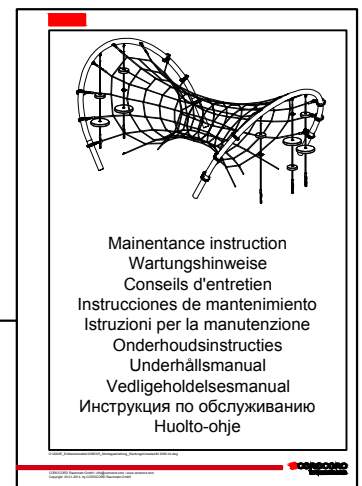 Mainentance instruction
Wartungshinweise
Conseils d'entretien
Instrucciones de mantenimiento
Istruzioni per la manutenzione
Onderhoudsinstructies
Underhållsmanual
Vedligeholdelsesmanual
Инструкция по обслуживанию
Huolto-ohje
COROCORD